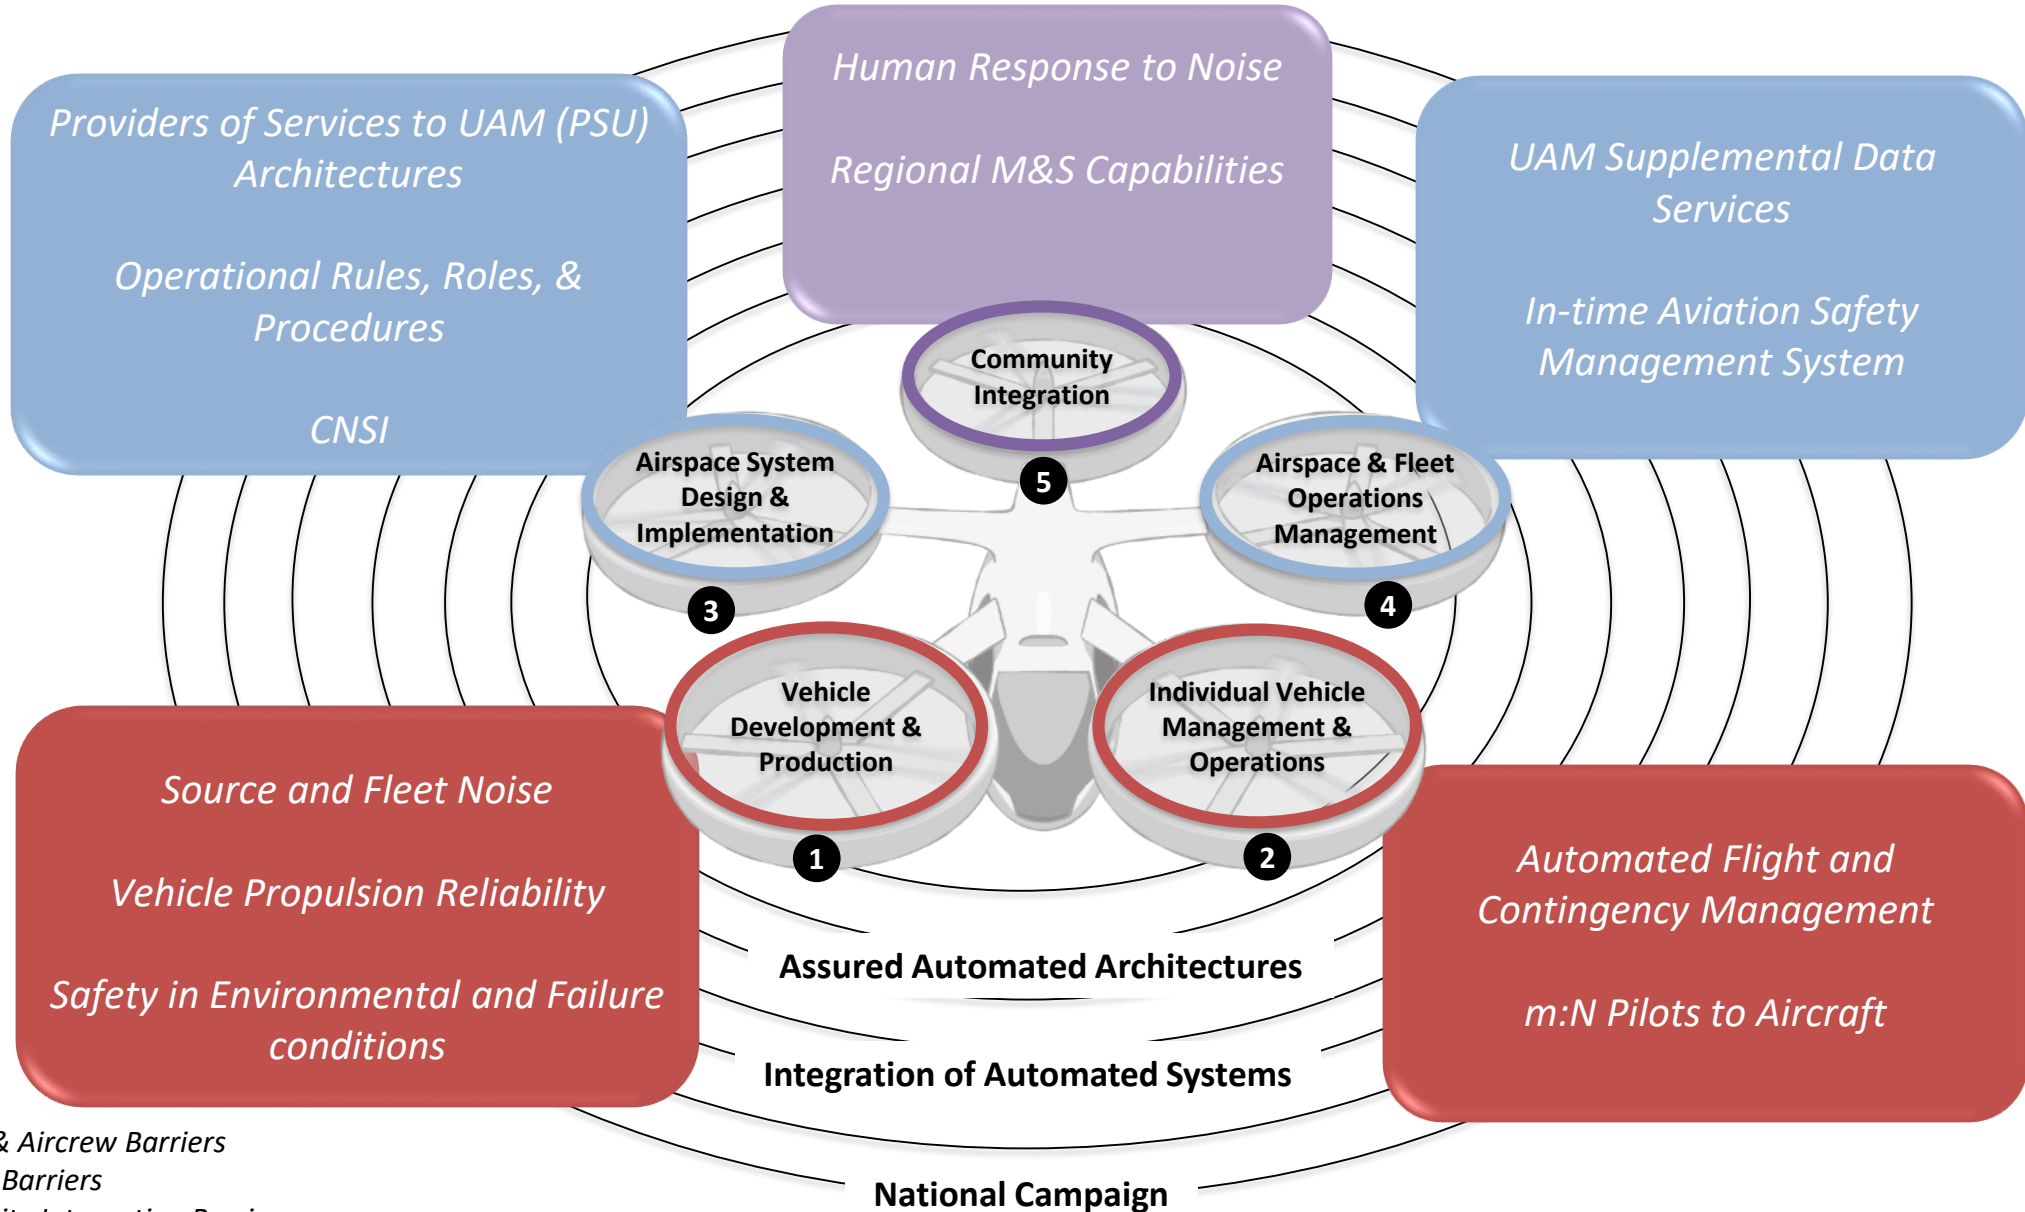 Human Response to Noise
Regional M&S Capabilities
Providers of Services to UAM (PSU)
Architectures
Operational Rules, Roles, &
Procedures
CNSI
UAM Supplemental Data
Services
In-time Aviation Safety
Management System
Community
Integration
5
Airspace System
Design &
Implementation
3
Airspace & Fleet
Operations
Management
4
Vehicle
Development &
Production
1
Individual Vehicle
Management &
Operations
2
Source and Fleet Noise
Vehicle Propulsion Reliability
Safety in Environmental and Failure
conditions
Automated Flight and
Contingency Management
m:N Pilots to Aircraft
Assured Automated Architectures
Integration of Automated Systems
National Campaign
& Aircrew Barriers
Barriers